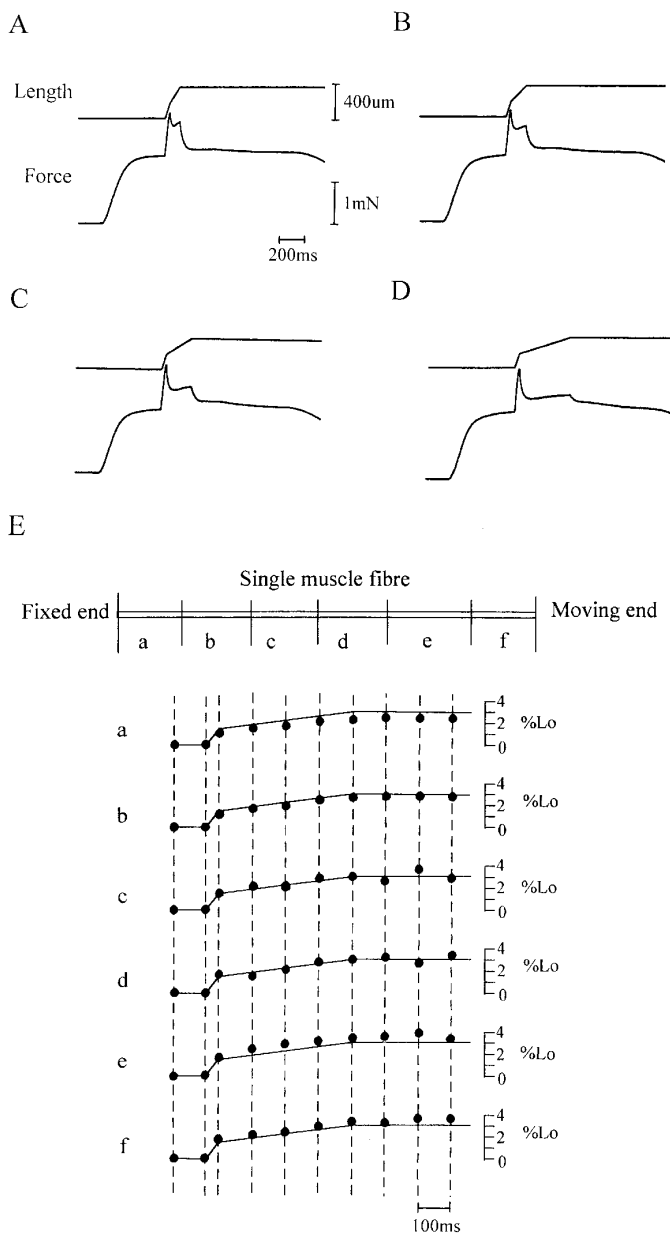 A
B
Length
400um
Force
1mN
200ms
C
D
E
Single muscle fibre
Fixed end
Moving end
a b c d e f
a 4 2 0 %Lo
b 4 2 0 %Lo
c 4 2 0 %Lo
d 4 2 0 %Lo
e 4 2 0 %Lo
f 4 2 0 %Lo
100ms